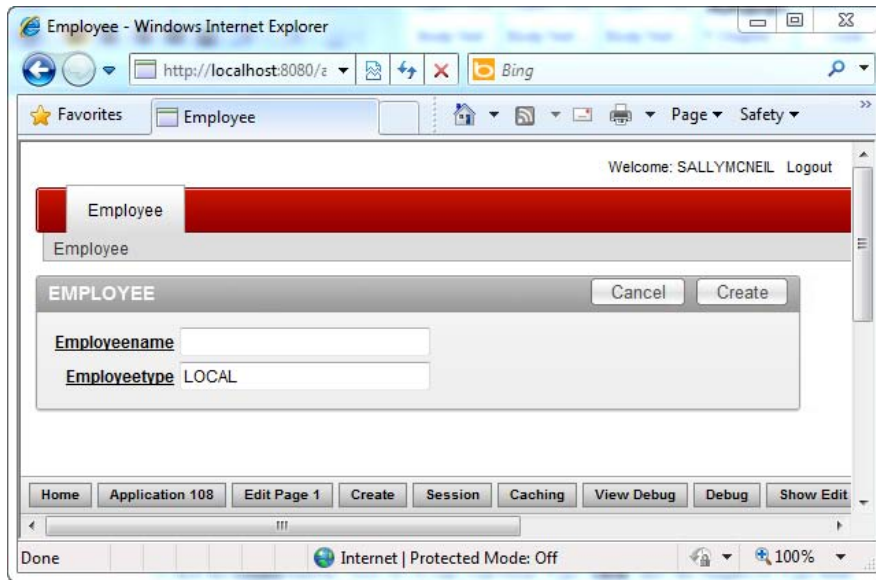 Employee - Windows Internet Explorer
http://localhost:8080/a
Bing
Favorites Employee Page Safety
Welcome: SALLYMCNEIL Logout
Employee
Employee
EMPLOYEE Cancel Create
Employeename
Employeetype LOCAL
Home Application 108 Edit Page 1 Create Session Caching View Debug Debug Show Edit
Done Internet | Protected Mode: Off 100%